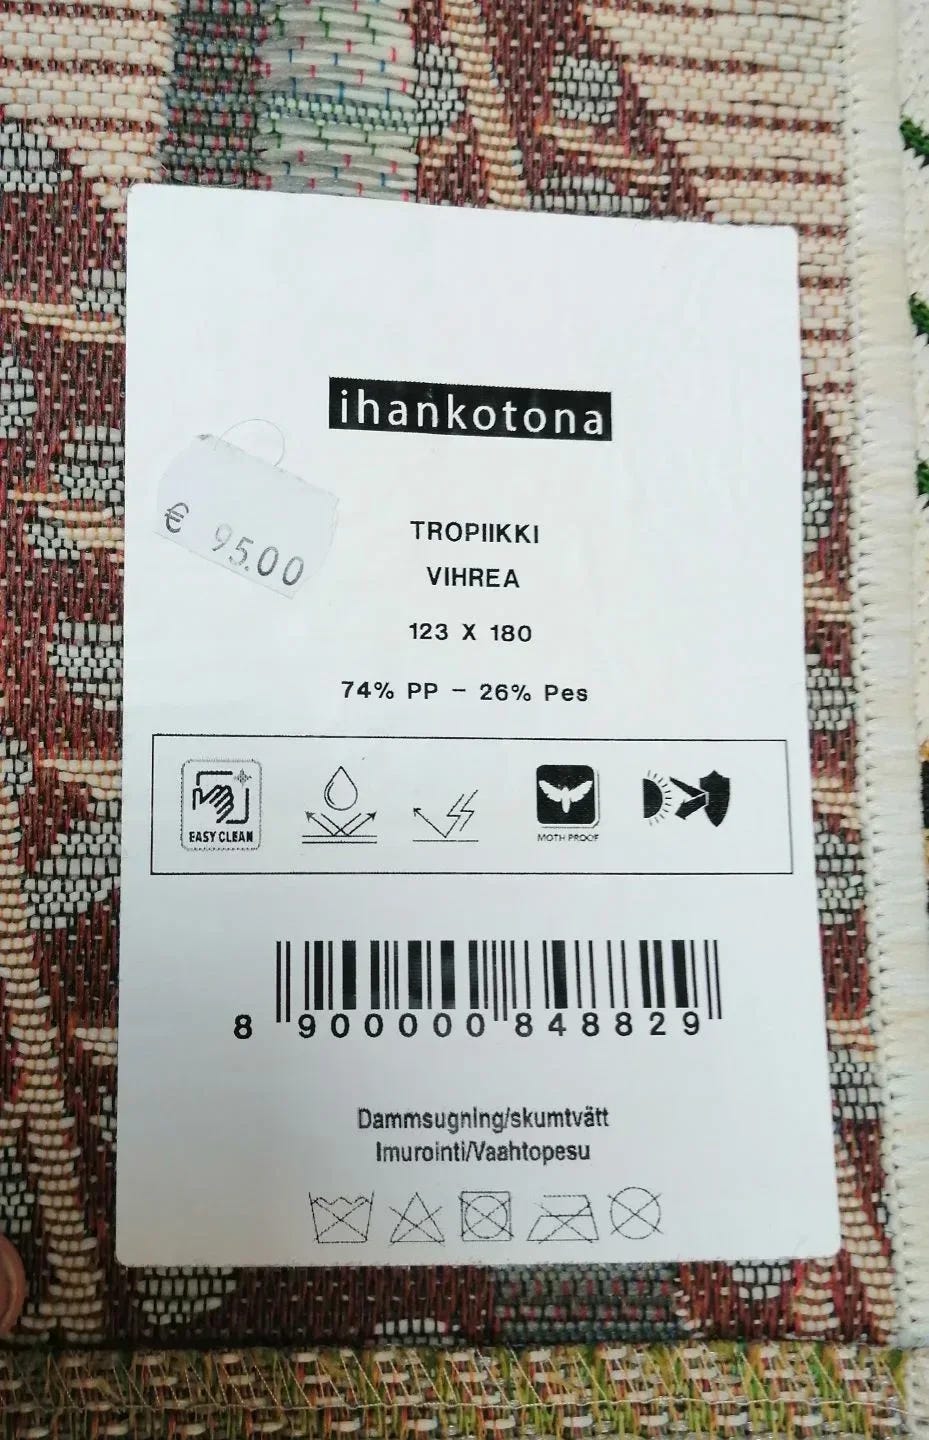 ihankotona
€ 95.00
TROPIIKKI
VIHREA
123 X 180
74% PP - 26% Pes
EASY CLEAN
MOTH PROOF
8 900000 848829
Dammsugning/skumtvätt
Imurointi/Vaahtopesu